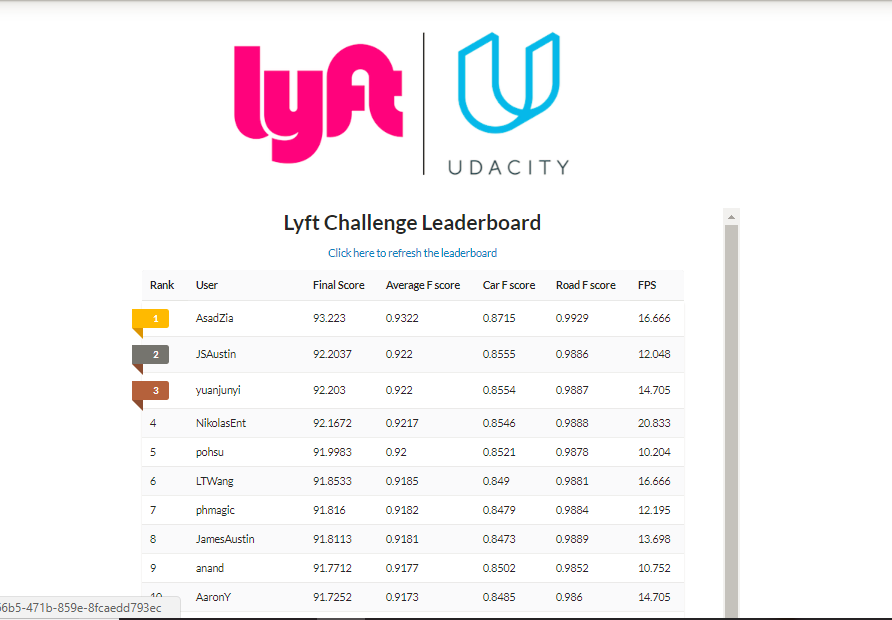 lyft
UDACITY
Lyft Challenge Leaderboard
Click here to refresh the leaderboard
Rank User Final Score Average F score Car F score Road F score FPS
1 AsadZia 93.223 0.9322 0.8715 0.9929 16.666
2 JSAustin 92.2037 0.922 0.8555 0.9886 12.048
3 yuanjunyi 92.203 0.922 0.8554 0.9887 14.705
4 NikolasEnt 92.1672 0.9217 0.8546 0.9888 20.833
5 pohsu 91.9983 0.92 0.8521 0.9878 10.204
6 LTWang 91.8533 0.9185 0.849 0.9881 16.666
7 phmagic 91.816 0.9182 0.8479 0.9884 12.195
8 JamesAustin 91.8113 0.9181 0.8473 0.9889 13.698
9 anand 91.7712 0.9177 0.8502 0.9852 10.752
10 AaronY 91.7252 0.9173 0.8485 0.986 14.705
6b5-471b-859e-8fcaedd793ec